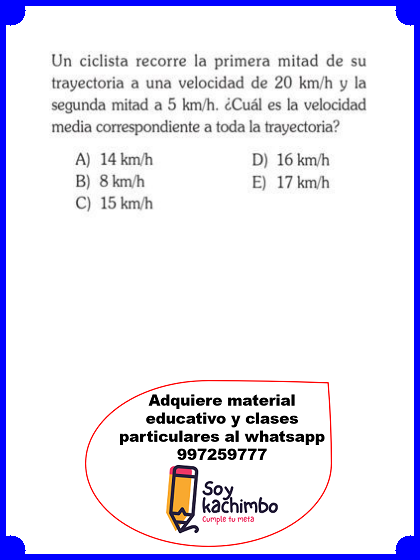 Un ciclista recorre la primera mitad de su
trayectoria a una velocidad de 20 km/h y la
segunda mitad a 5 km/h. ¿Cuál es la velocidad
media correspondiente a toda la trayectoria?
A) 14 km/h
B) 8 km/h
C) 15 km/h
D) 16 km/h
E) 17 km/h
Adquiere material
educativo y clases
particulares al whatsapp
997259777
Soy
kachimbo
Cumple tu meta